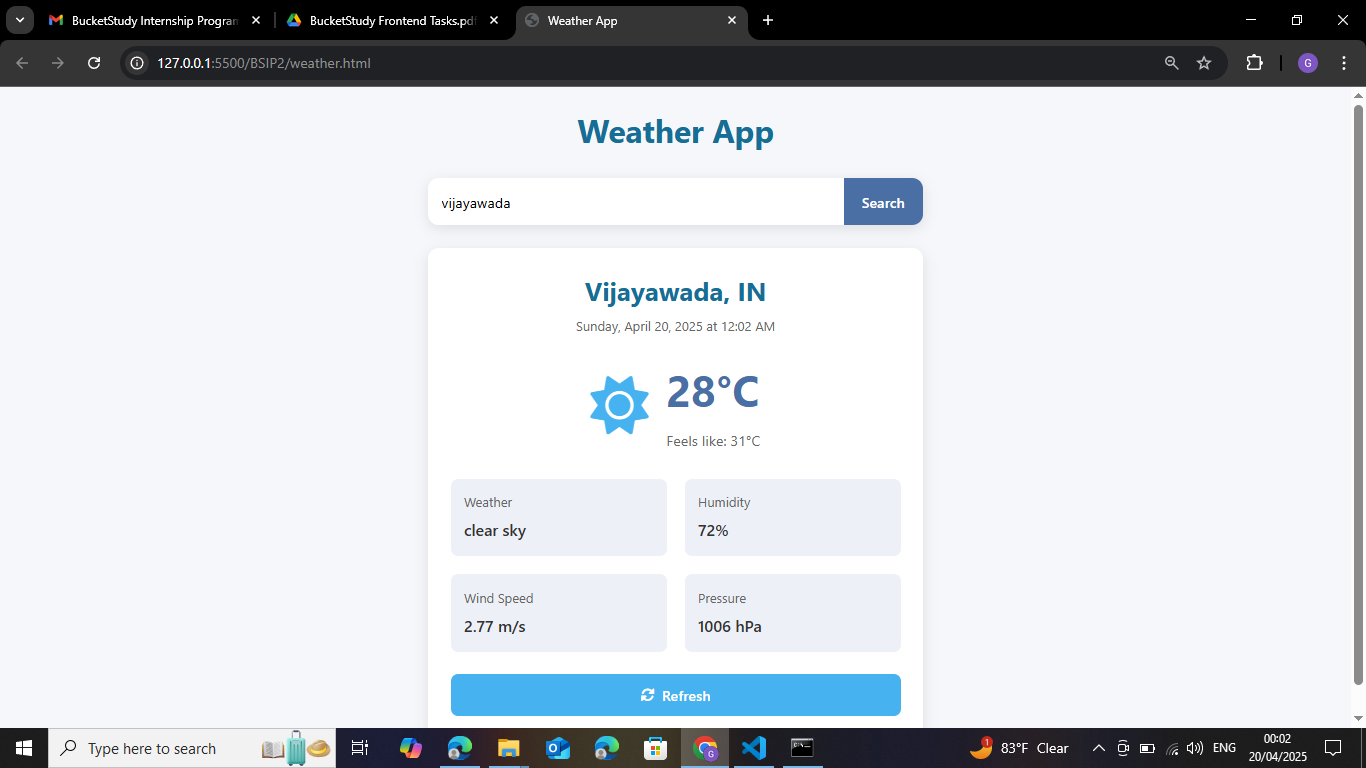 BucketStudy Internship Program
BucketStudy Frontend Tasks.pdf
Weather App
127.0.0.1:5500/BSIP2/weather.html
G
Weather App
vijayawada
Search
Vijayawada, IN
Sunday, April 20, 2025 at 12:02 AM
28°C
Feels like: 31°C
Weather
clear sky
Humidity
72%
Wind Speed
2.77 m/s
Pressure
1006 hPa
Refresh
Type here to search
G
1
83°F Clear
ENG
00:02
20/04/2025